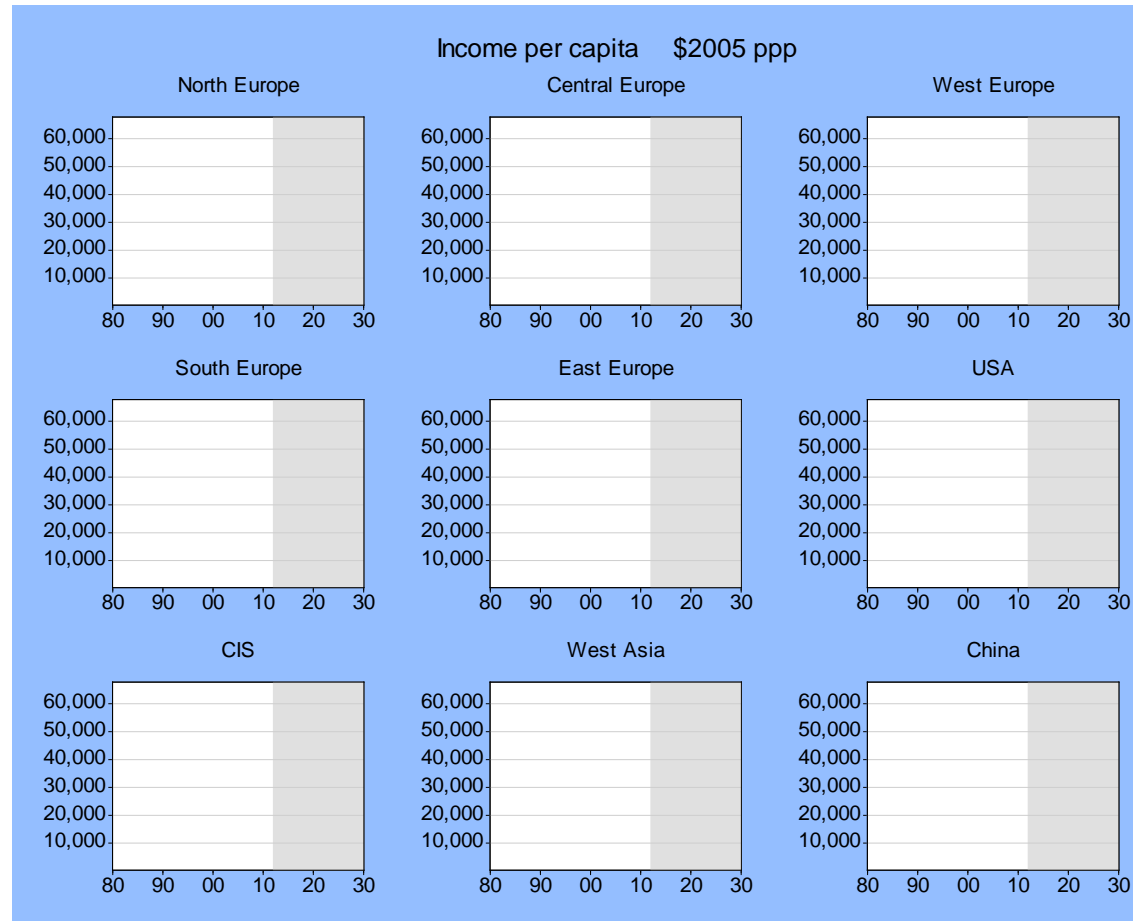 Income per capita $2005 ppp
North Europe Central Europe West Europe
60,000 60,000 60,000
50,000 50,000 50,000
40,000 40,000 40,000
30,000 30,000 30,000
20,000 20,000 20,000
10,000 10,000 10,000
80 90 00 10 20 30 80 90 00 10 20 30 80 90 00 10 20 30
South Europe East Europe USA
60,000 60,000 60,000
50,000 50,000 50,000
40,000 40,000 40,000
30,000 30,000 30,000
20,000 20,000 20,000
10,000 10,000 10,000
80 90 00 10 20 30 80 90 00 10 20 30 80 90 00 10 20 30
CIS West Asia China
60,000 60,000 60,000
50,000 50,000 50,000
40,000 40,000 40,000
30,000 30,000 30,000
20,000 20,000 20,000
10,000 10,000 10,000
80 90 00 10 20 30 80 90 00 10 20 30 80 90 00 10 20 30